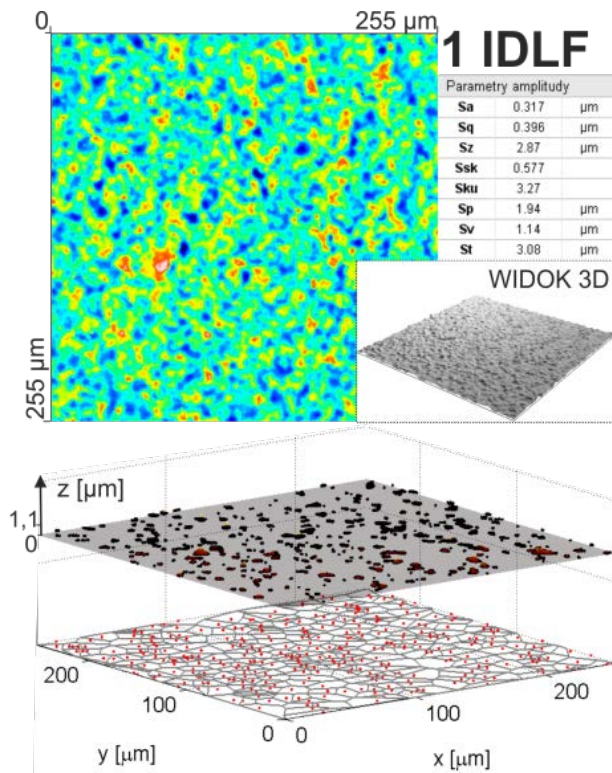 0
255 µm
1 IDLF
Parametry amplitudy
Sa 0.317 µm
Sq 0.396 µm
Sz 2.87 µm
Ssk 0.577
Sku 3.27
Sp 1.94 µm
Sv 1.14 µm
St 3.08 µm
255 µm
WIDOK 3D
z [µm]
1,1
0
200
100
0
0
100
200
y [µm]
x [µm]